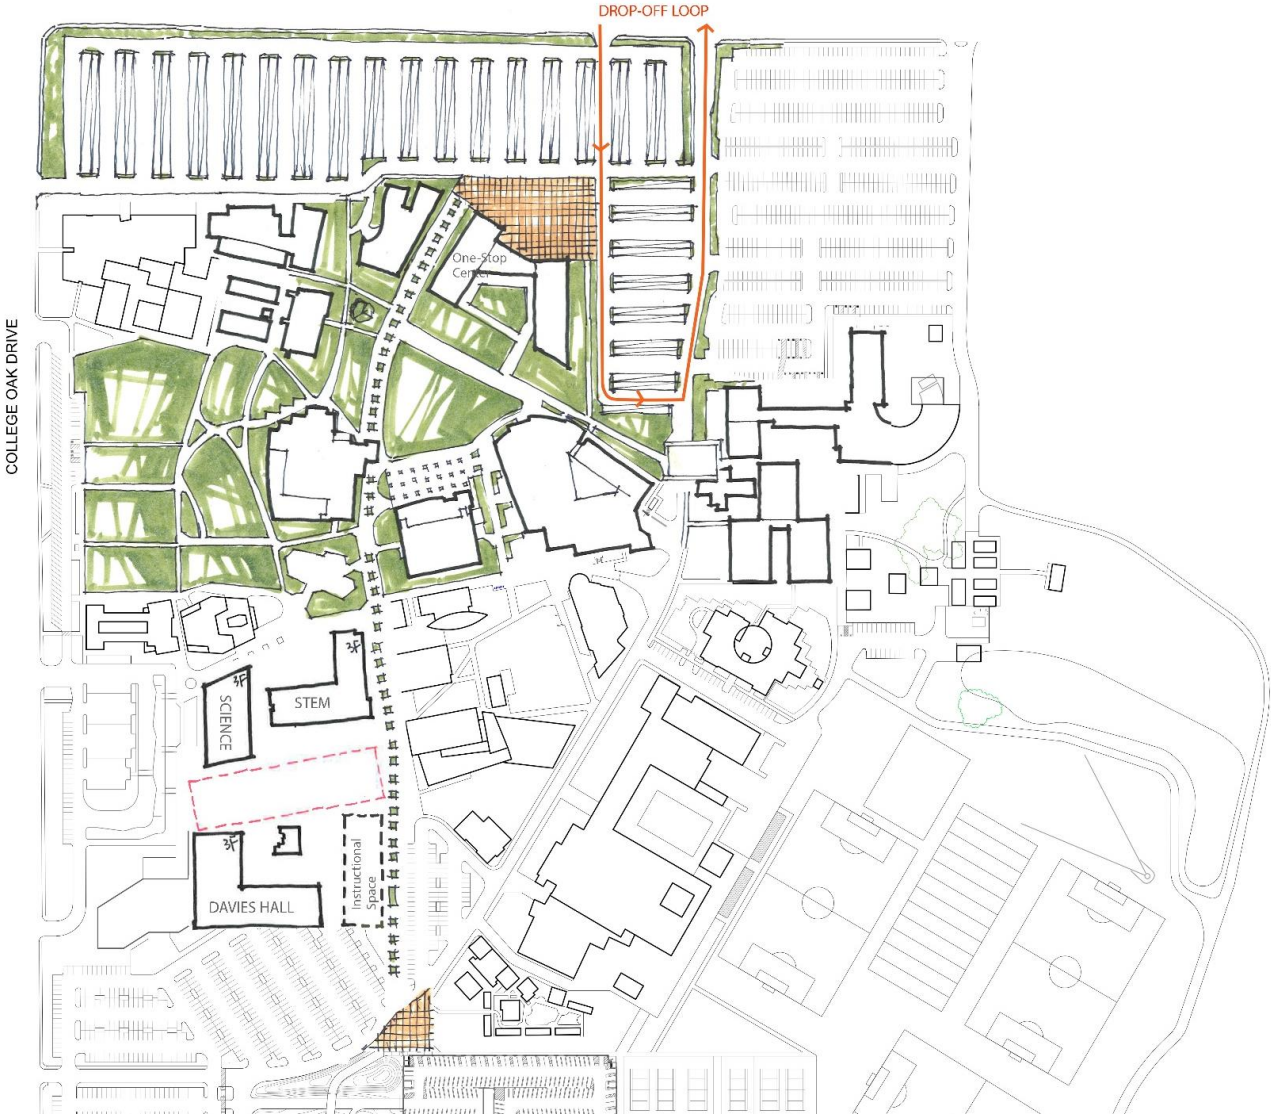 DROP-OFF LOOP
One-Stop
Center
COLLEGE OAK DRIVE
3F
3F
SCIENCE
STEM
3F
DAVIES HALL
Instructional
Space